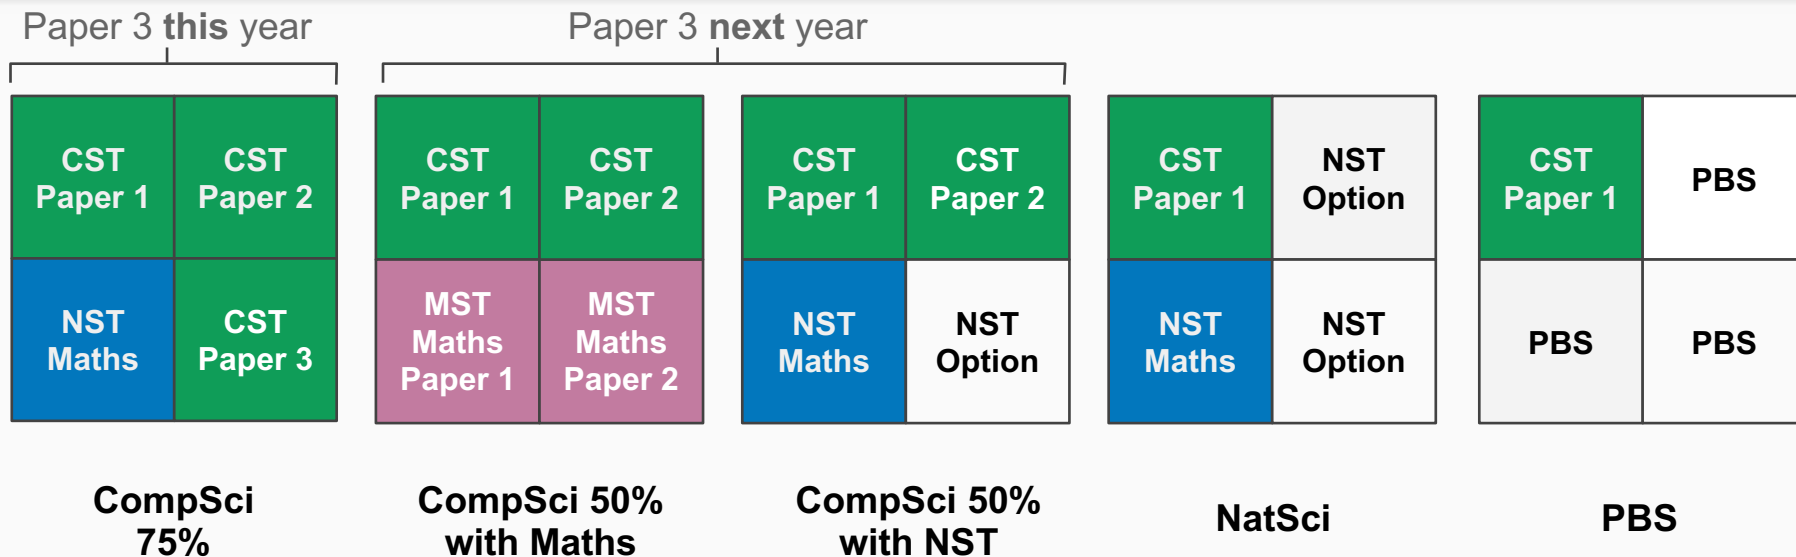 Paper 3 this year
Paper 3 next year
CST
Paper 1
CST
Paper 2
NST
Maths
CST
Paper 3
CST
Paper 1
CST
Paper 2
MST
Maths
Paper 1
MST
Maths
Paper 2
CST
Paper 1
CST
Paper 2
NST
Maths
NST
Option
CST
Paper 1
NST
Option
NST
Maths
NST
Option
CST
Paper 1
PBS
PBS
PBS
CompSci
75%
CompSci 50%
with Maths
CompSci 50%
with NST
NatSci
PBS